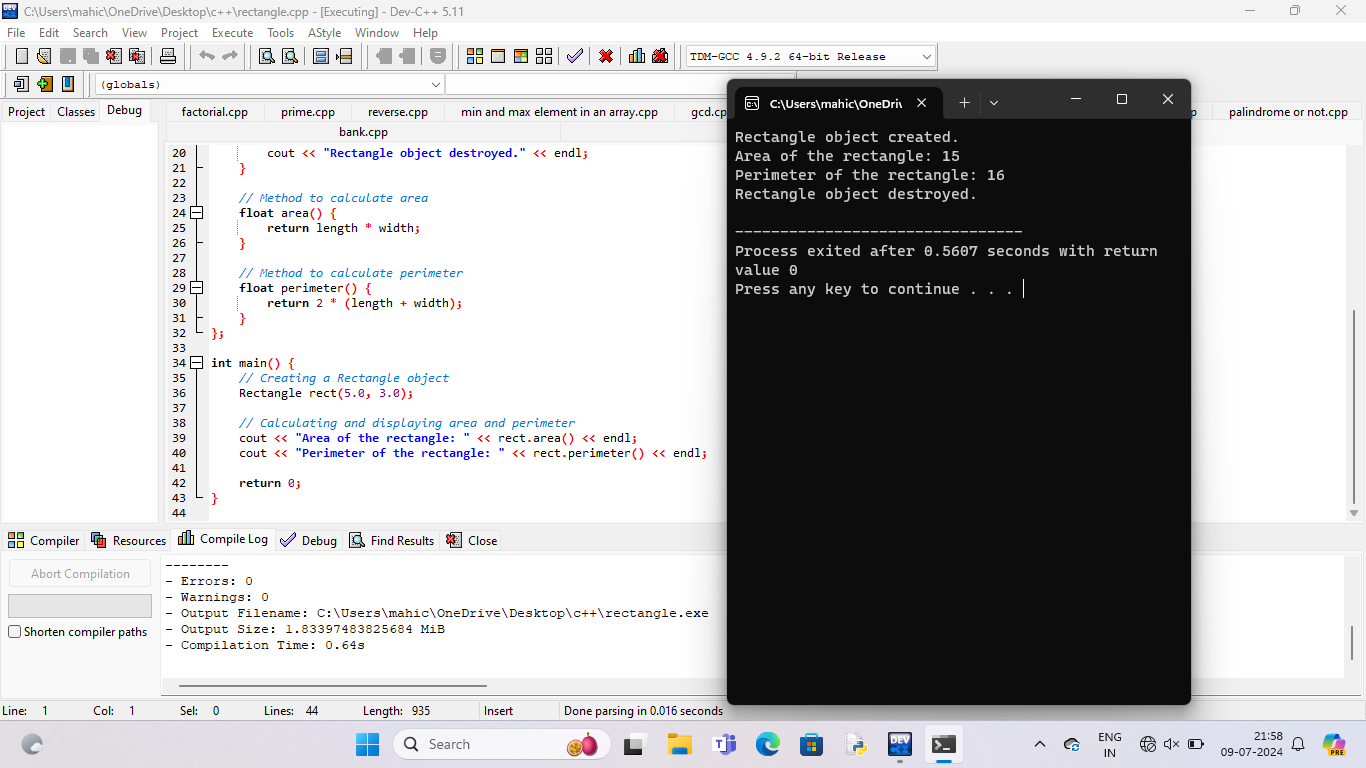 C:\Users\mahic\OneDrive\Desktop\c++\rectangle.cpp - [Executing] - Dev-C++ 5.11
File Edit Search View Project Execute Tools AStyle Window Help
TDM-GCC 4.9.2 64-bit Release
(globals)
Project Classes Debug
factorial.cpp prime.cpp reverse.cpp min and max element in an array.cpp gcd.cp p palindrome or not.cpp
bank.cpp
20 cout << "Rectangle object destroyed." << endl;
21 }
22
23 // Method to calculate area
24 float area() {
25 return length * width;
26 }
27
28 // Method to calculate perimeter
29 float perimeter() {
30 return 2 * (length + width);
31 }
32 };
33
34 int main() {
35 // Creating a Rectangle object
36 Rectangle rect(5.0, 3.0);
37
38 // Calculating and displaying area and perimeter
39 cout << "Area of the rectangle: " << rect.area() << endl;
40 cout << "Perimeter of the rectangle: " << rect.perimeter() << endl;
41
42 return 0;
43 }
44
C:\Users\mahic\OneDri
Rectangle object created.
Area of the rectangle: 15
Perimeter of the rectangle: 16
Rectangle object destroyed.
--------------------------------
Process exited after 0.5607 seconds with return
value 0
Press any key to continue . . .
Compiler Resources Compile Log Debug Find Results Close
Abort Compilation
Shorten compiler paths
--------
- Errors: 0
- Warnings: 0
- Output Filename: C:\Users\mahic\OneDrive\Desktop\c++\rectangle.exe
- Output Size: 1.83397483825684 MiB
- Compilation Time: 0.64s
Line: 1 Col: 1 Sel: 0 Lines: 44 Length: 935 Insert Done parsing in 0.016 seconds
Search
DEV
ENG
IN
21:58
09-07-2024
PRE